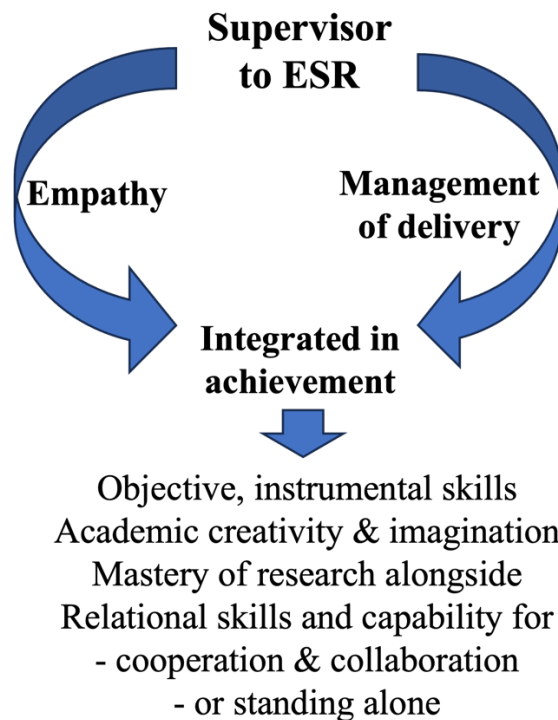 Supervisor
to ESR
Empathy
Management
of delivery
Integrated in
achievement
Objective, instrumental skills
Academic creativity & imagination
Mastery of research alongside
Relational skills and capability for
- cooperation & collaboration
- or standing alone